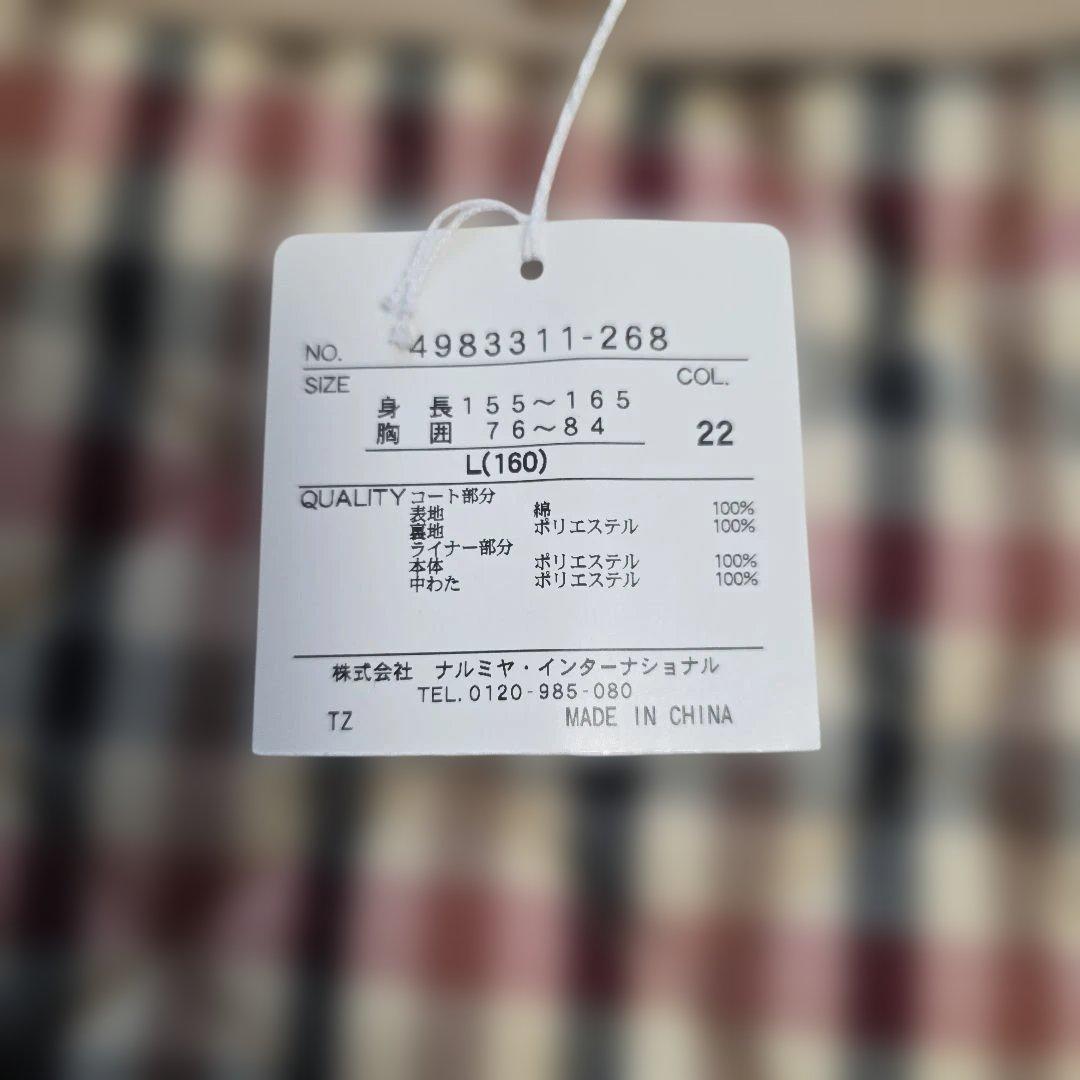 NO. 4983311-268
SIZE COL.
身 長 155～165
胸 囲 76～84 22
L(160)
QUALITY コート部分
表地 綿 100%
裏地 ポリエステル 100%
ライナー部分
本体 ポリエステル 100%
中わた ポリエステル 100%
株式会社 ナルミヤ・インターナショナル
TEL.0120-985-080
TZ MADE IN CHINA